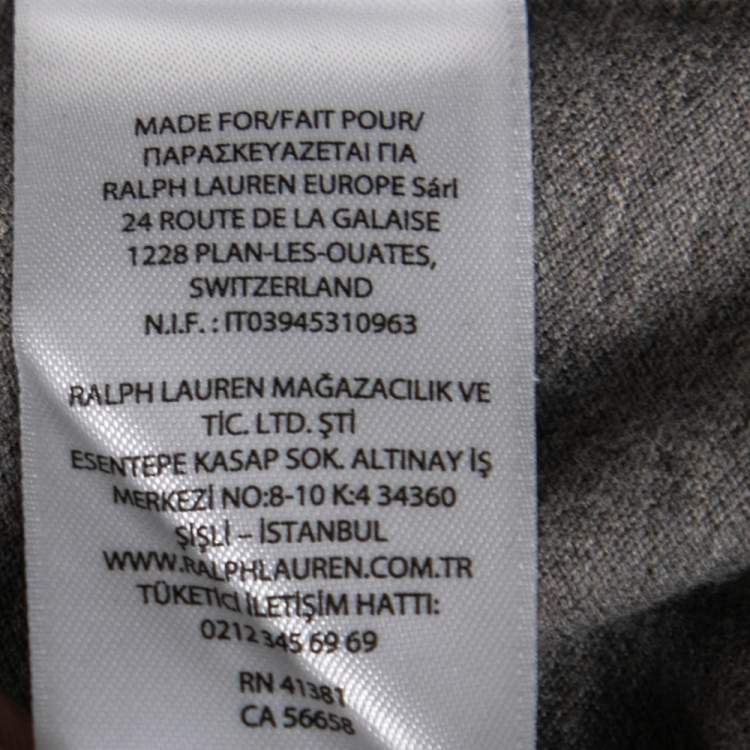 MADE FOR/FAIT POUR/
ΠΑΡΑΣΚΕΥΑΖΕΤΑΙ ΓΙΑ
RALPH LAUREN EUROPE Sárl
24 ROUTE DE LA GALAISE
1228 PLAN-LES-OUATES,
SWITZERLAND
N.I.F. : IT03945310963
RALPH LAUREN MAĞAZACILIK VE
TİC. LTD. ŞTİ
ESENTEPE KASAP SOK. ALTINAY İŞ
MERKEZİ NO:8-10 K:4 34360
ŞİŞLİ – İSTANBUL
WWW.RALPHLAUREN.COM.TR
TÜKETİCİ İLETİŞİM HATTI:
0212 345 69 69
RN 41381
CA 56658